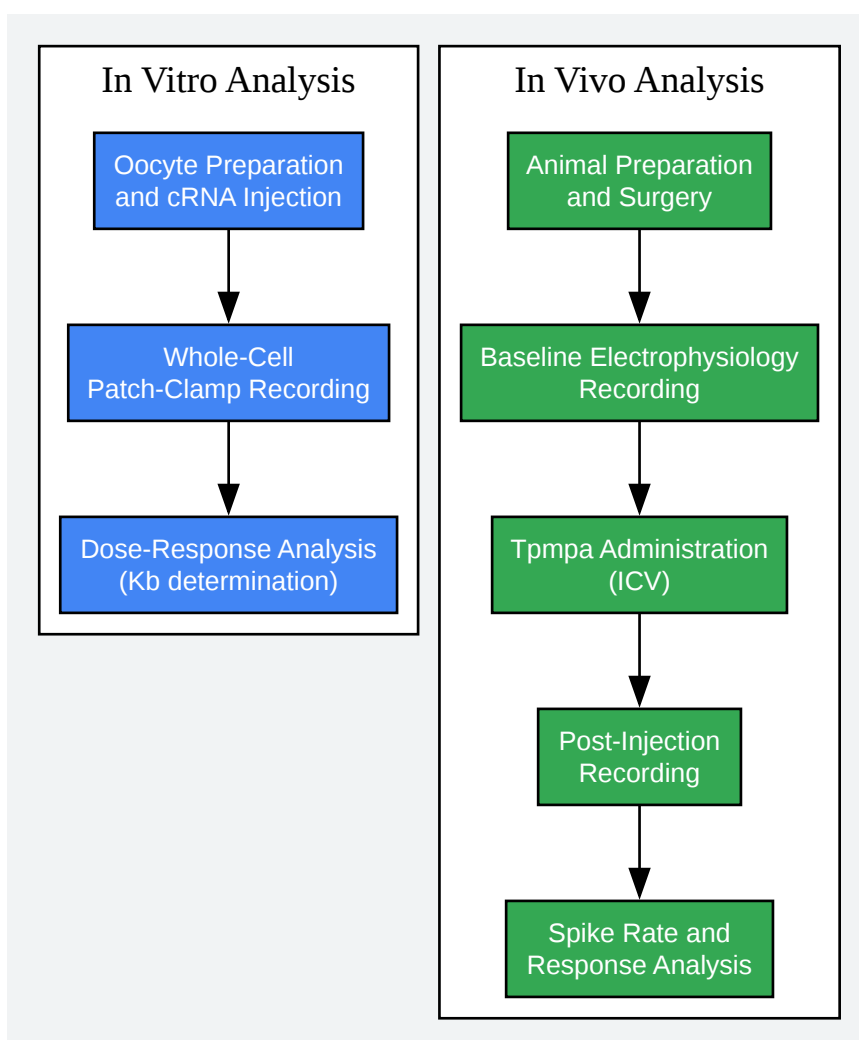 In Vitro Analysis
Oocyte Preparation
and cRNA Injection
Whole-Cell
Patch-Clamp Recording
Dose-Response Analysis
(Kb determination)
In Vivo Analysis
Animal Preparation
and Surgery
Baseline Electrophysiology
Recording
Tpmpa Administration
(ICV)
Post-Injection
Recording
Spike Rate and
Response Analysis